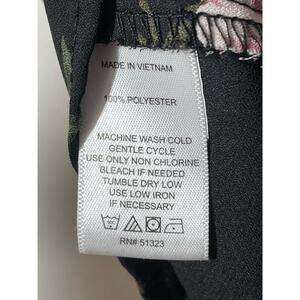 MADE IN VIETNAM
100% POLYESTER
MACHINE WASH COLD
GENTLE CYCLE
USE ONLY NON CHLORINE
BLEACH IF NEEDED
TUMBLE DRY LOW
USE LOW IRON
IF NECESSARY
RN# 51323